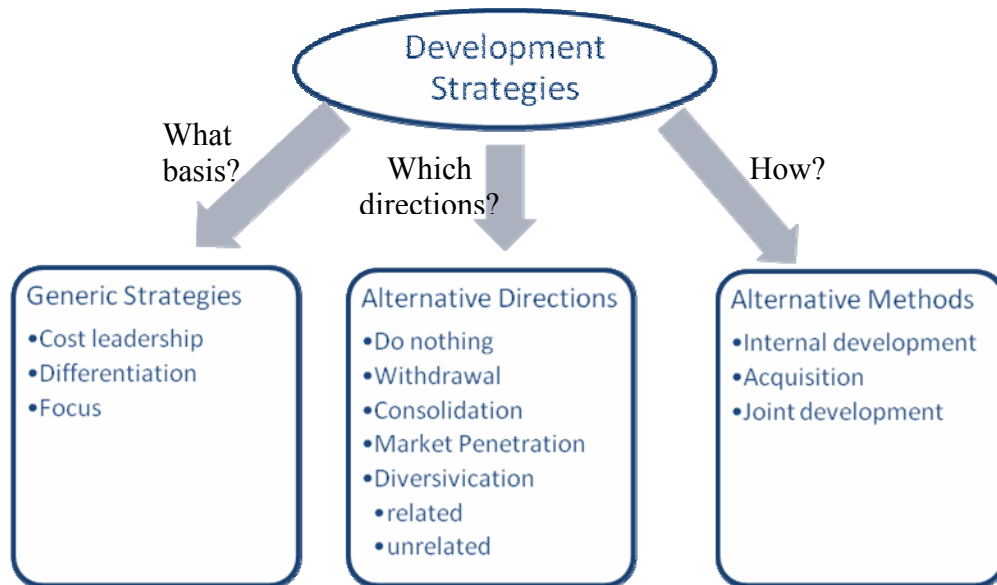 Development
Strategies
What
basis?
Which
directions?
How?
Generic Strategies
•Cost leadership
•Differentiation
•Focus
Alternative Directions
•Do nothing
•Withdrawal
•Consolidation
•Market Penetration
•Diversivication
•related
•unrelated
Alternative Methods
•Internal development
•Acquisition
•Joint development